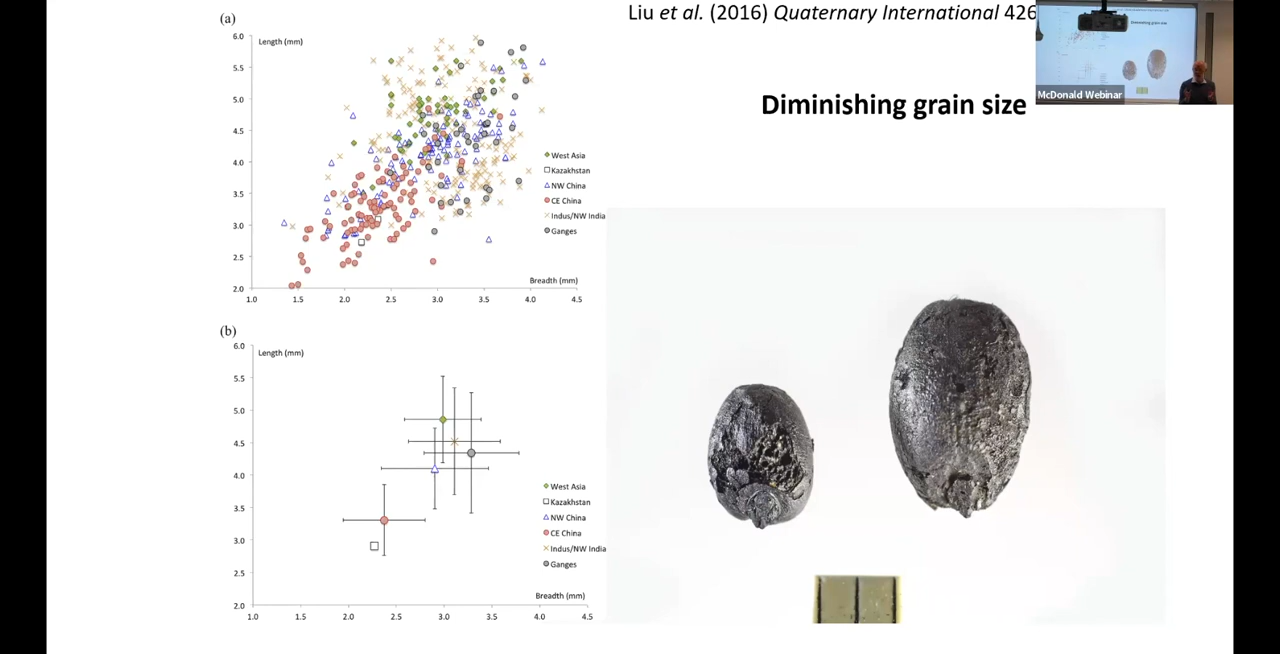 Liu et al. (2016) Quaternary International 426
Diminishing grain size
McDonald Webinar
Diminishing grain size
(a)
Length (mm)
6.0
5.5
5.0
4.5
4.0
3.5
3.0
2.5
2.0
1.0 1.5 2.0 2.5 3.0 3.5 4.0 4.5
Breadth (mm)
West Asia
Kazakhstan
NW China
CE China
Indus/NW India
Ganges
(b)
Length (mm)
6.0
5.5
5.0
4.5
4.0
3.5
3.0
2.5
2.0
1.0 1.5 2.0 2.5 3.0 3.5 4.0 4.5
Breadth (mm)
West Asia
Kazakhstan
NW China
CE China
Indus/NW India
Ganges